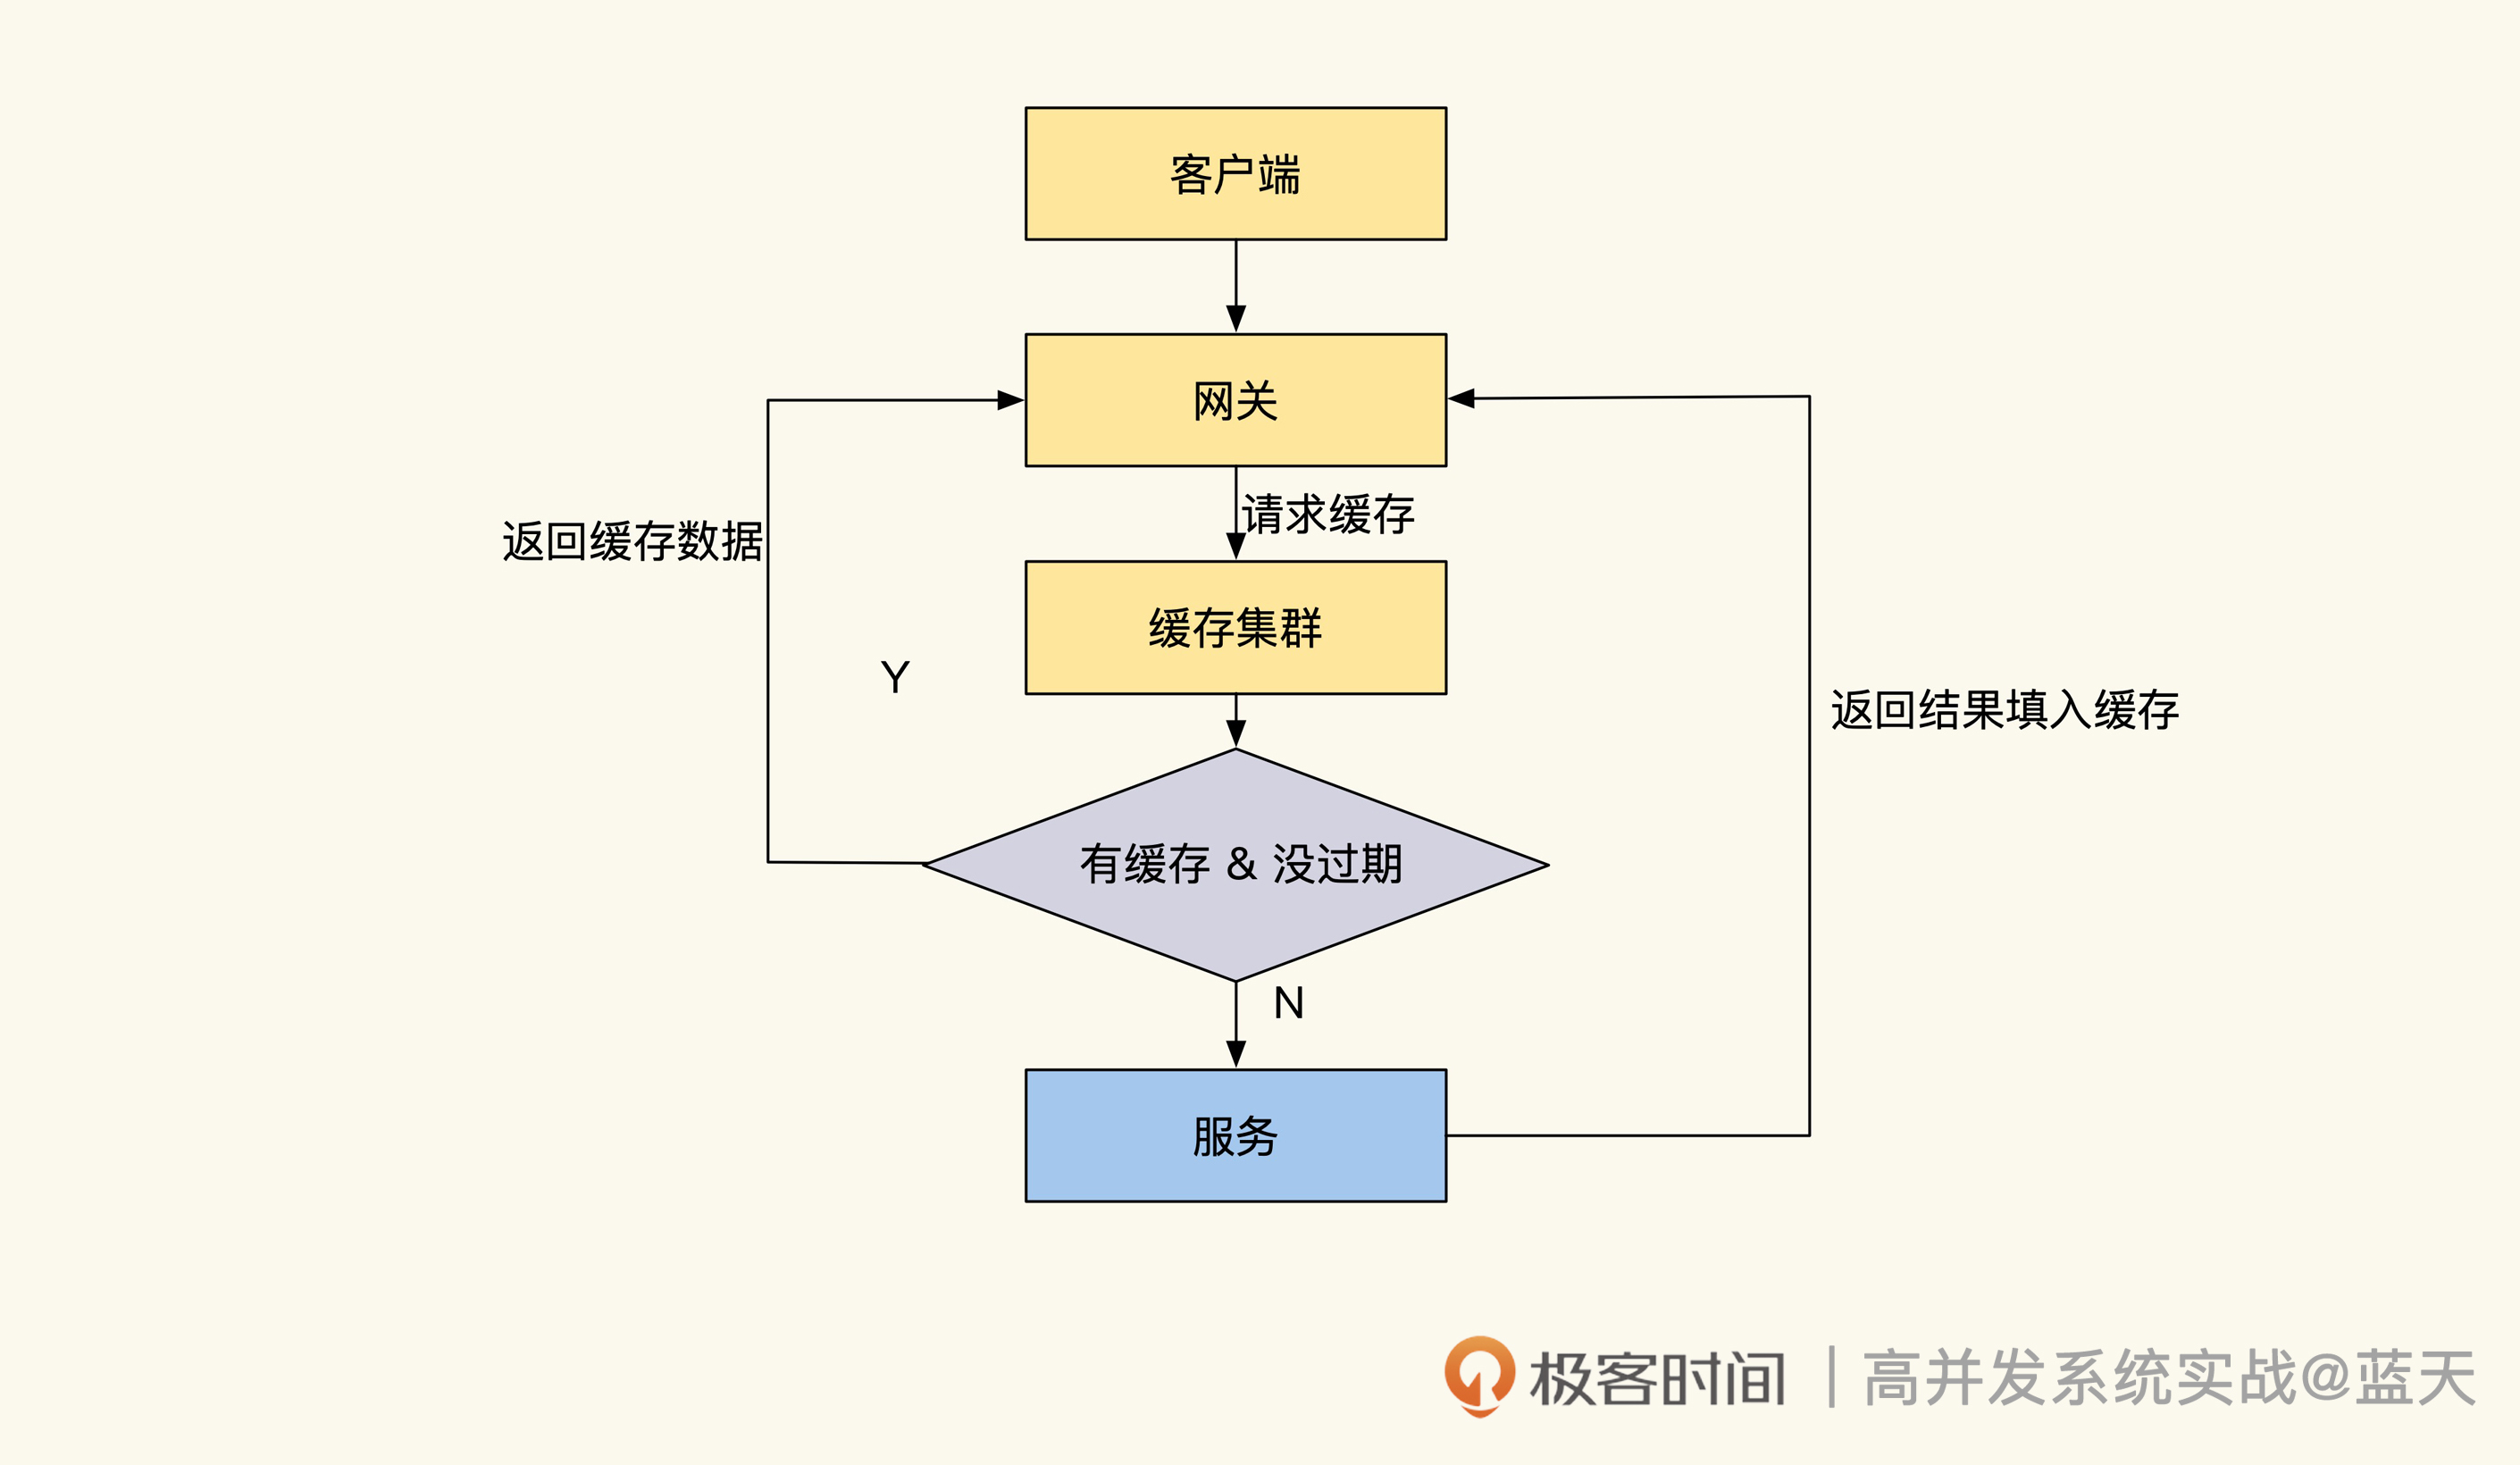 客户端
网关
请求缓存
返回缓存数据
缓存集群
Y
返回结果填入缓存
有缓存 & 没过期
N
服务
极客时间 | 高并发系统实战@蓝天